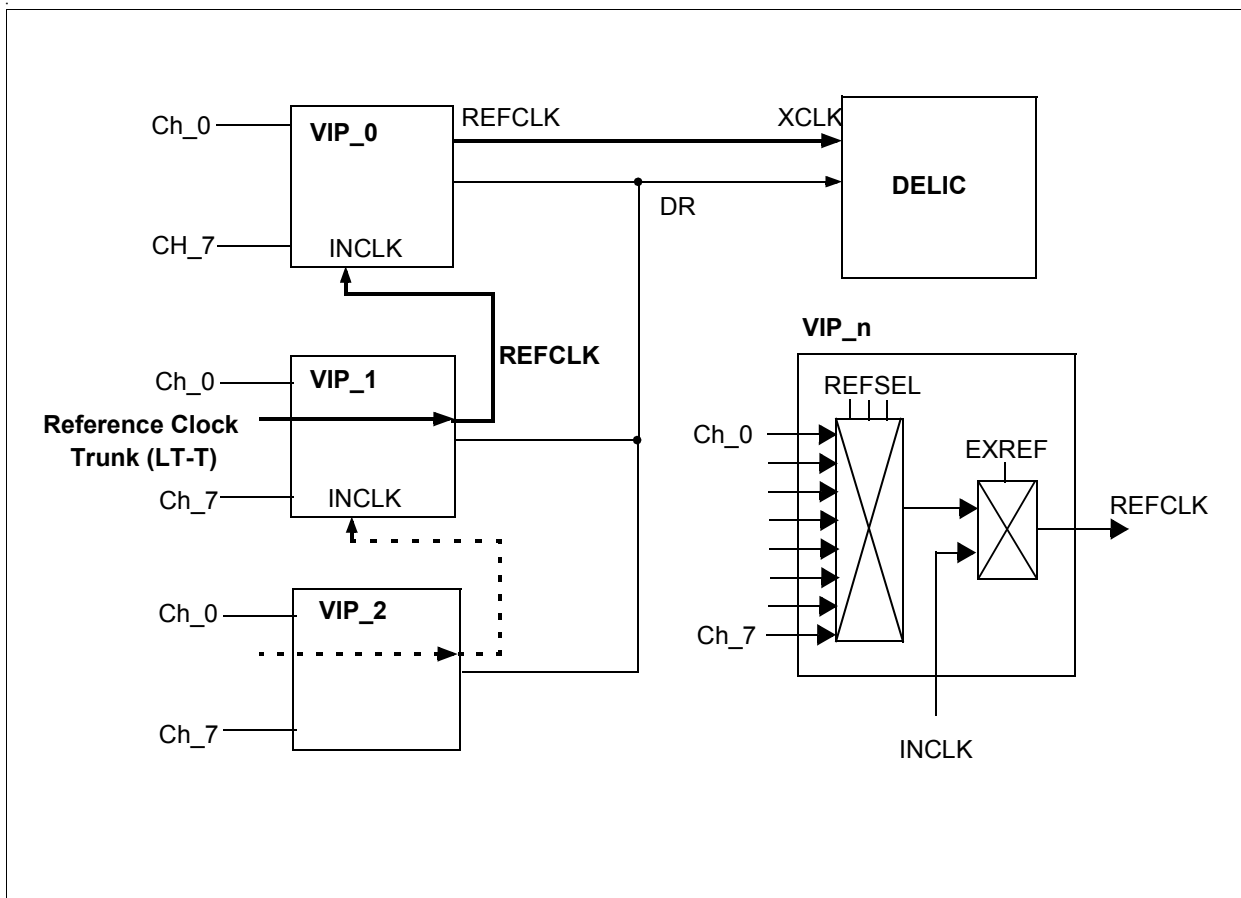 Ch_0
VIP_0
REFCLK
XCLK
DELIC
DR
CH_7
INCLK
REFCLK
Ch_0
VIP_1
Reference Clock
Trunk (LT-T)
Ch_7
INCLK
Ch_0
VIP_2
Ch_7
VIP_n
REFSEL
Ch_0
EXREF
REFCLK
Ch_7
INCLK